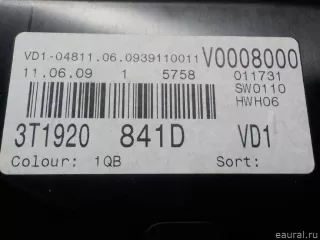 VD1-04811.06.0939110011 V0008000
11.06.09 1 5758 011731
SW0110
HWH06
3T1920 841D VD1
Colour: 1QB Sort:
eaural.ru